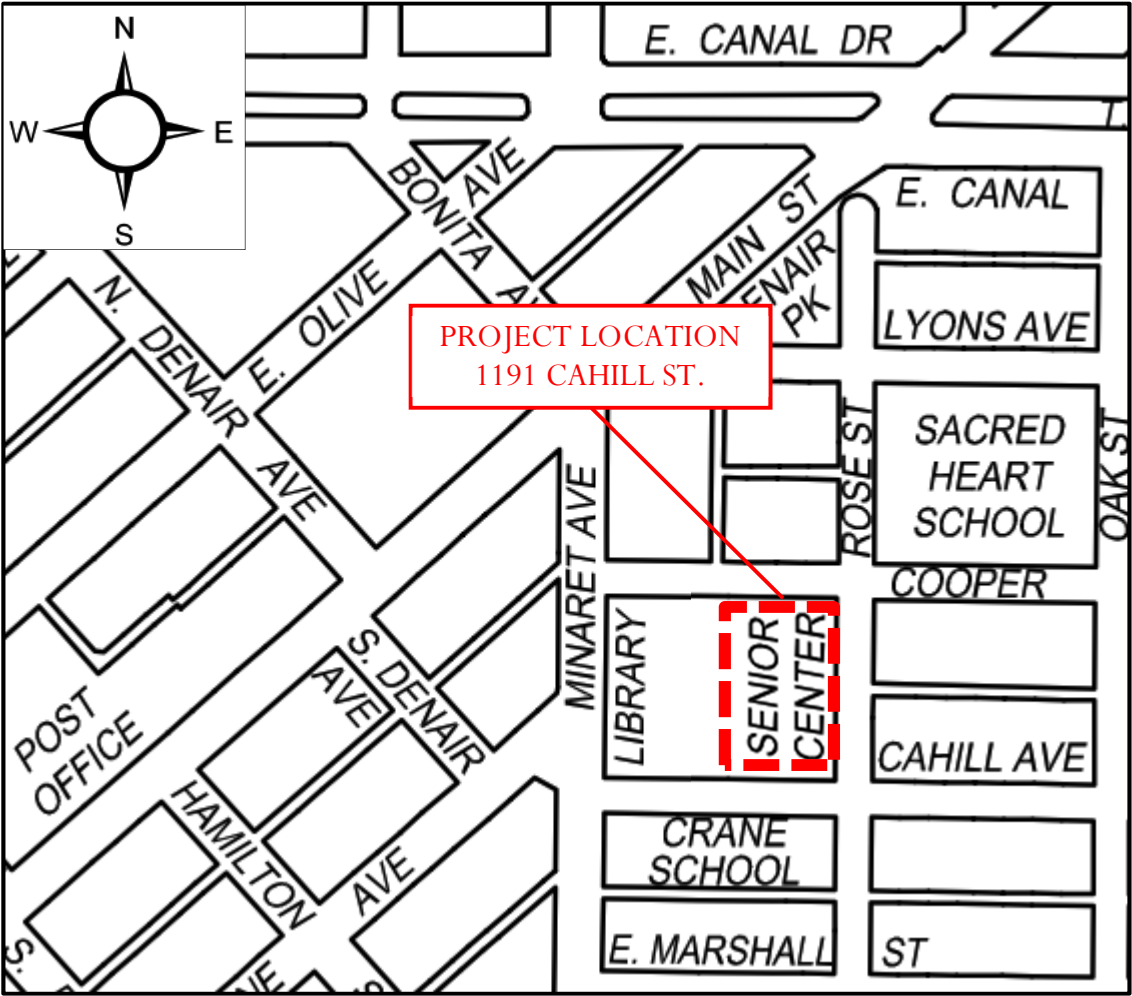 N
W
E
S
E. CANAL DR
T.
BONITA AVE
AVE
MAIN ST
E. CANAL
ENAIR
PK
LYONS AVE
N. DENAIR
AVE
E. OLIVE
PROJECT LOCATION
1191 CAHILL ST.
MINARET AVE
ROSE ST
SACRED
HEART
SCHOOL
OAK ST
COOPER
LIBRARY
SENIOR
CENTER
CAHILL AVE
S. DENAIR
AVE
POST
OFFICE
HAMILTON
AVE
CRANE
SCHOOL
E. MARSHALL
ST
S.
NE